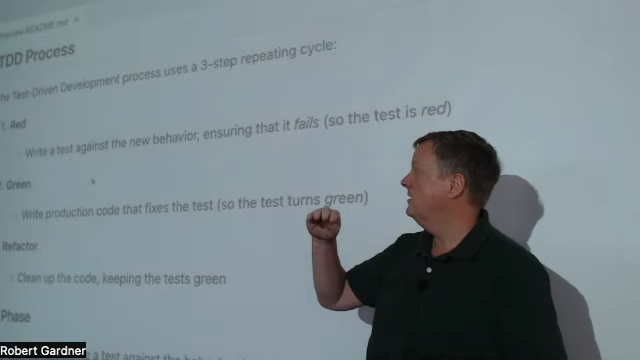 Preview README.md ×
TDD Process
The Test-Driven Development process uses a 3-step repeating cycle:
1. Red
Write a test against the new behavior, ensuring that it fails (so the test is red)
2. Green
Write production code that fixes the test (so the test turns green)
Refactor
Clean up the code, keeping the tests green
Phase
a test against the
Robert Gardner